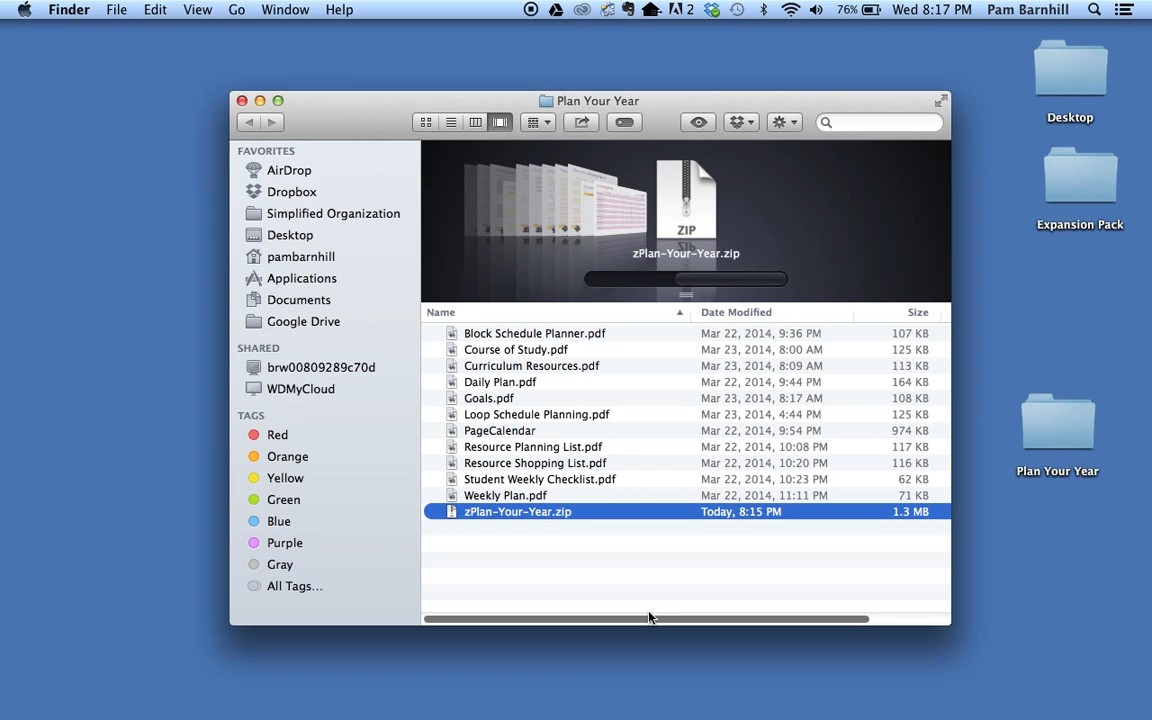 Finder File Edit View Go Window Help 2 76% Wed 8:17 PM Pam Barnhill
Desktop
Expansion Pack
Plan Your Year
Plan Your Year
FAVORITES
AirDrop
Dropbox
Simplified Organization
Desktop
pambarnhill
Applications
Documents
Google Drive
SHARED
brw00809289c70d
WDMyCloud
TAGS
Red
Orange
Yellow
Green
Blue
Purple
Gray
All Tags...
ZIP
zPlan-Your-Year.zip
Name Date Modified Size
Block Schedule Planner.pdf Mar 22, 2014, 9:36 PM 107 KB
Course of Study.pdf Mar 23, 2014, 8:00 AM 125 KB
Curriculum Resources.pdf Mar 23, 2014, 8:09 AM 113 KB
Daily Plan.pdf Mar 22, 2014, 9:44 PM 164 KB
Goals.pdf Mar 23, 2014, 8:17 AM 108 KB
Loop Schedule Planning.pdf Mar 23, 2014, 4:44 PM 125 KB
PageCalendar Mar 22, 2014, 9:54 PM 974 KB
Resource Planning List.pdf Mar 22, 2014, 10:08 PM 117 KB
Resource Shopping List.pdf Mar 22, 2014, 10:20 PM 116 KB
Student Weekly Checklist.pdf Mar 22, 2014, 10:23 PM 62 KB
Weekly Plan.pdf Mar 22, 2014, 11:11 PM 71 KB
zPlan-Your-Year.zip Today, 8:15 PM 1.3 MB